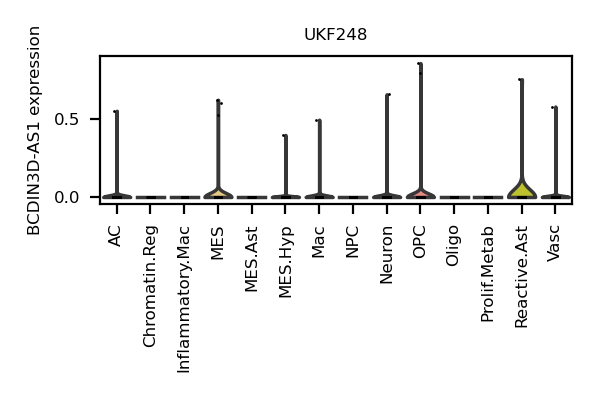 UKF248
BCDIN3D-AS1 expression
0.5
0.0
AC
Chromatin.Reg
Inflammatory.Mac
MES
MES.Ast
MES.Hyp
Mac
NPC
Neuron
OPC
Oligo
Prolif.Metab
Reactive.Ast
Vasc